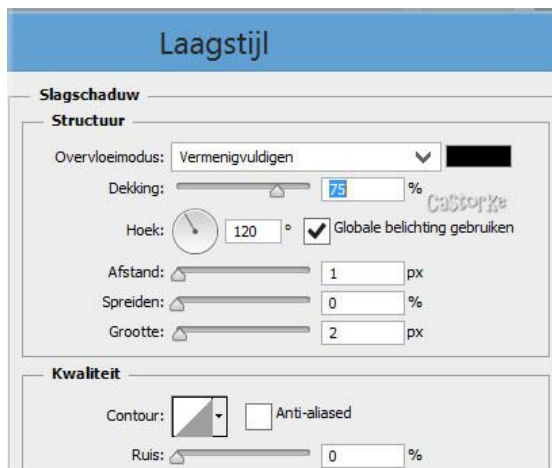 Laagstijl
Slagschaduw
Structuur
Overvloeimodus: Vermenigvuldigen
Dekking: 75 %
CaStorKe
Hoek: 120 ° Globale belichting gebruiken
Afstand: 1 px
Spreiden: 0 %
Grootte: 2 px
Kwaliteit
Contour: Anti-aliased
Ruis: 0 %